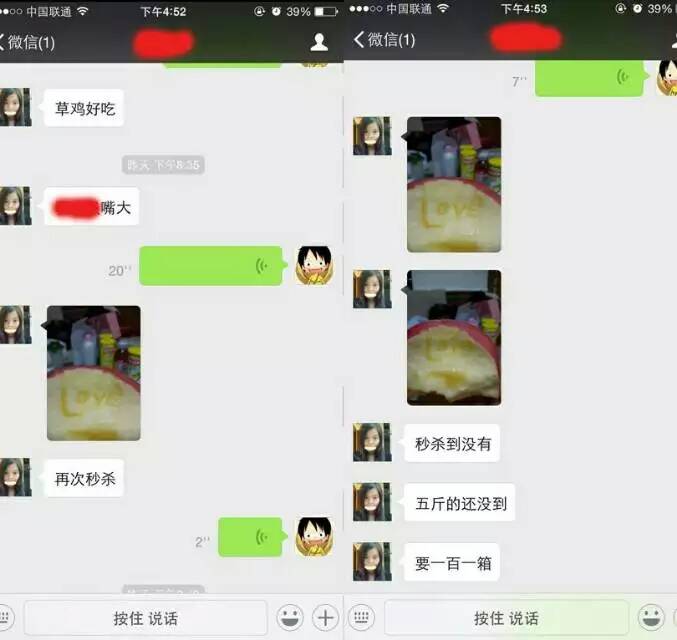 中国联通
下午4:52
39%
微信(1)
草鸡好吃
昨天 下午8:35
嘴大
20''
Love
再次秒杀
2''
按住 说话
中国联通
下午4:53
39%
微信(1)
7''
Love
Love
秒杀到没有
五斤的还没到
要一百一箱
按住 说话